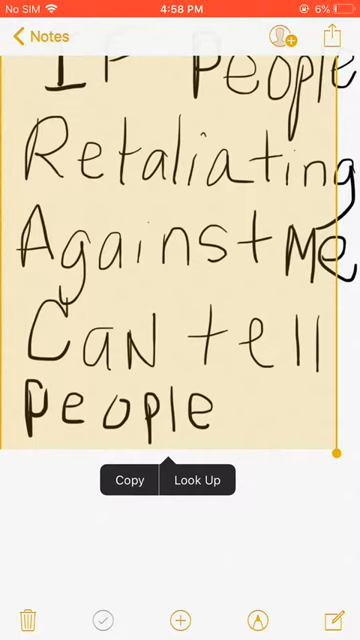 No SIM 4:58 PM 6%
Notes
IF People
Retaliating
Against Me
Can tell
People
Copy Look Up